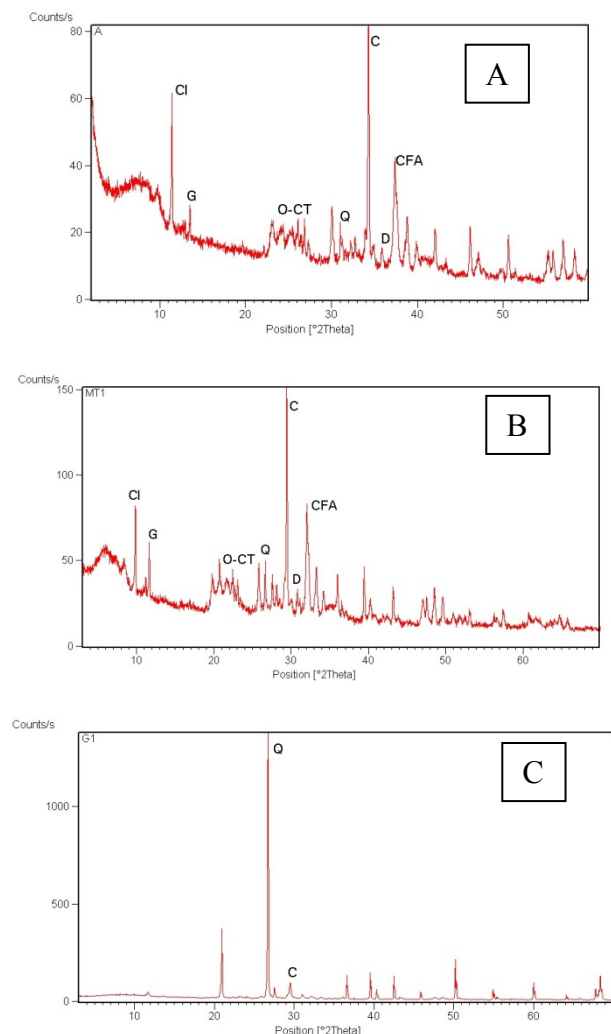 Counts/s
A
80
60
40
20
0
Cl
G
O-CT
Q
C
D
CFA
A
10
20
30
40
50
Position [°2Theta]
Counts/s
MT1
150
100
50
0
Cl
G
O-CT
Q
C
D
CFA
B
10
20
30
40
50
60
Position [°2Theta]
Counts/s
G1
1000
500
0
Q
C
C
10
20
30
40
50
60
Position [°2Theta]